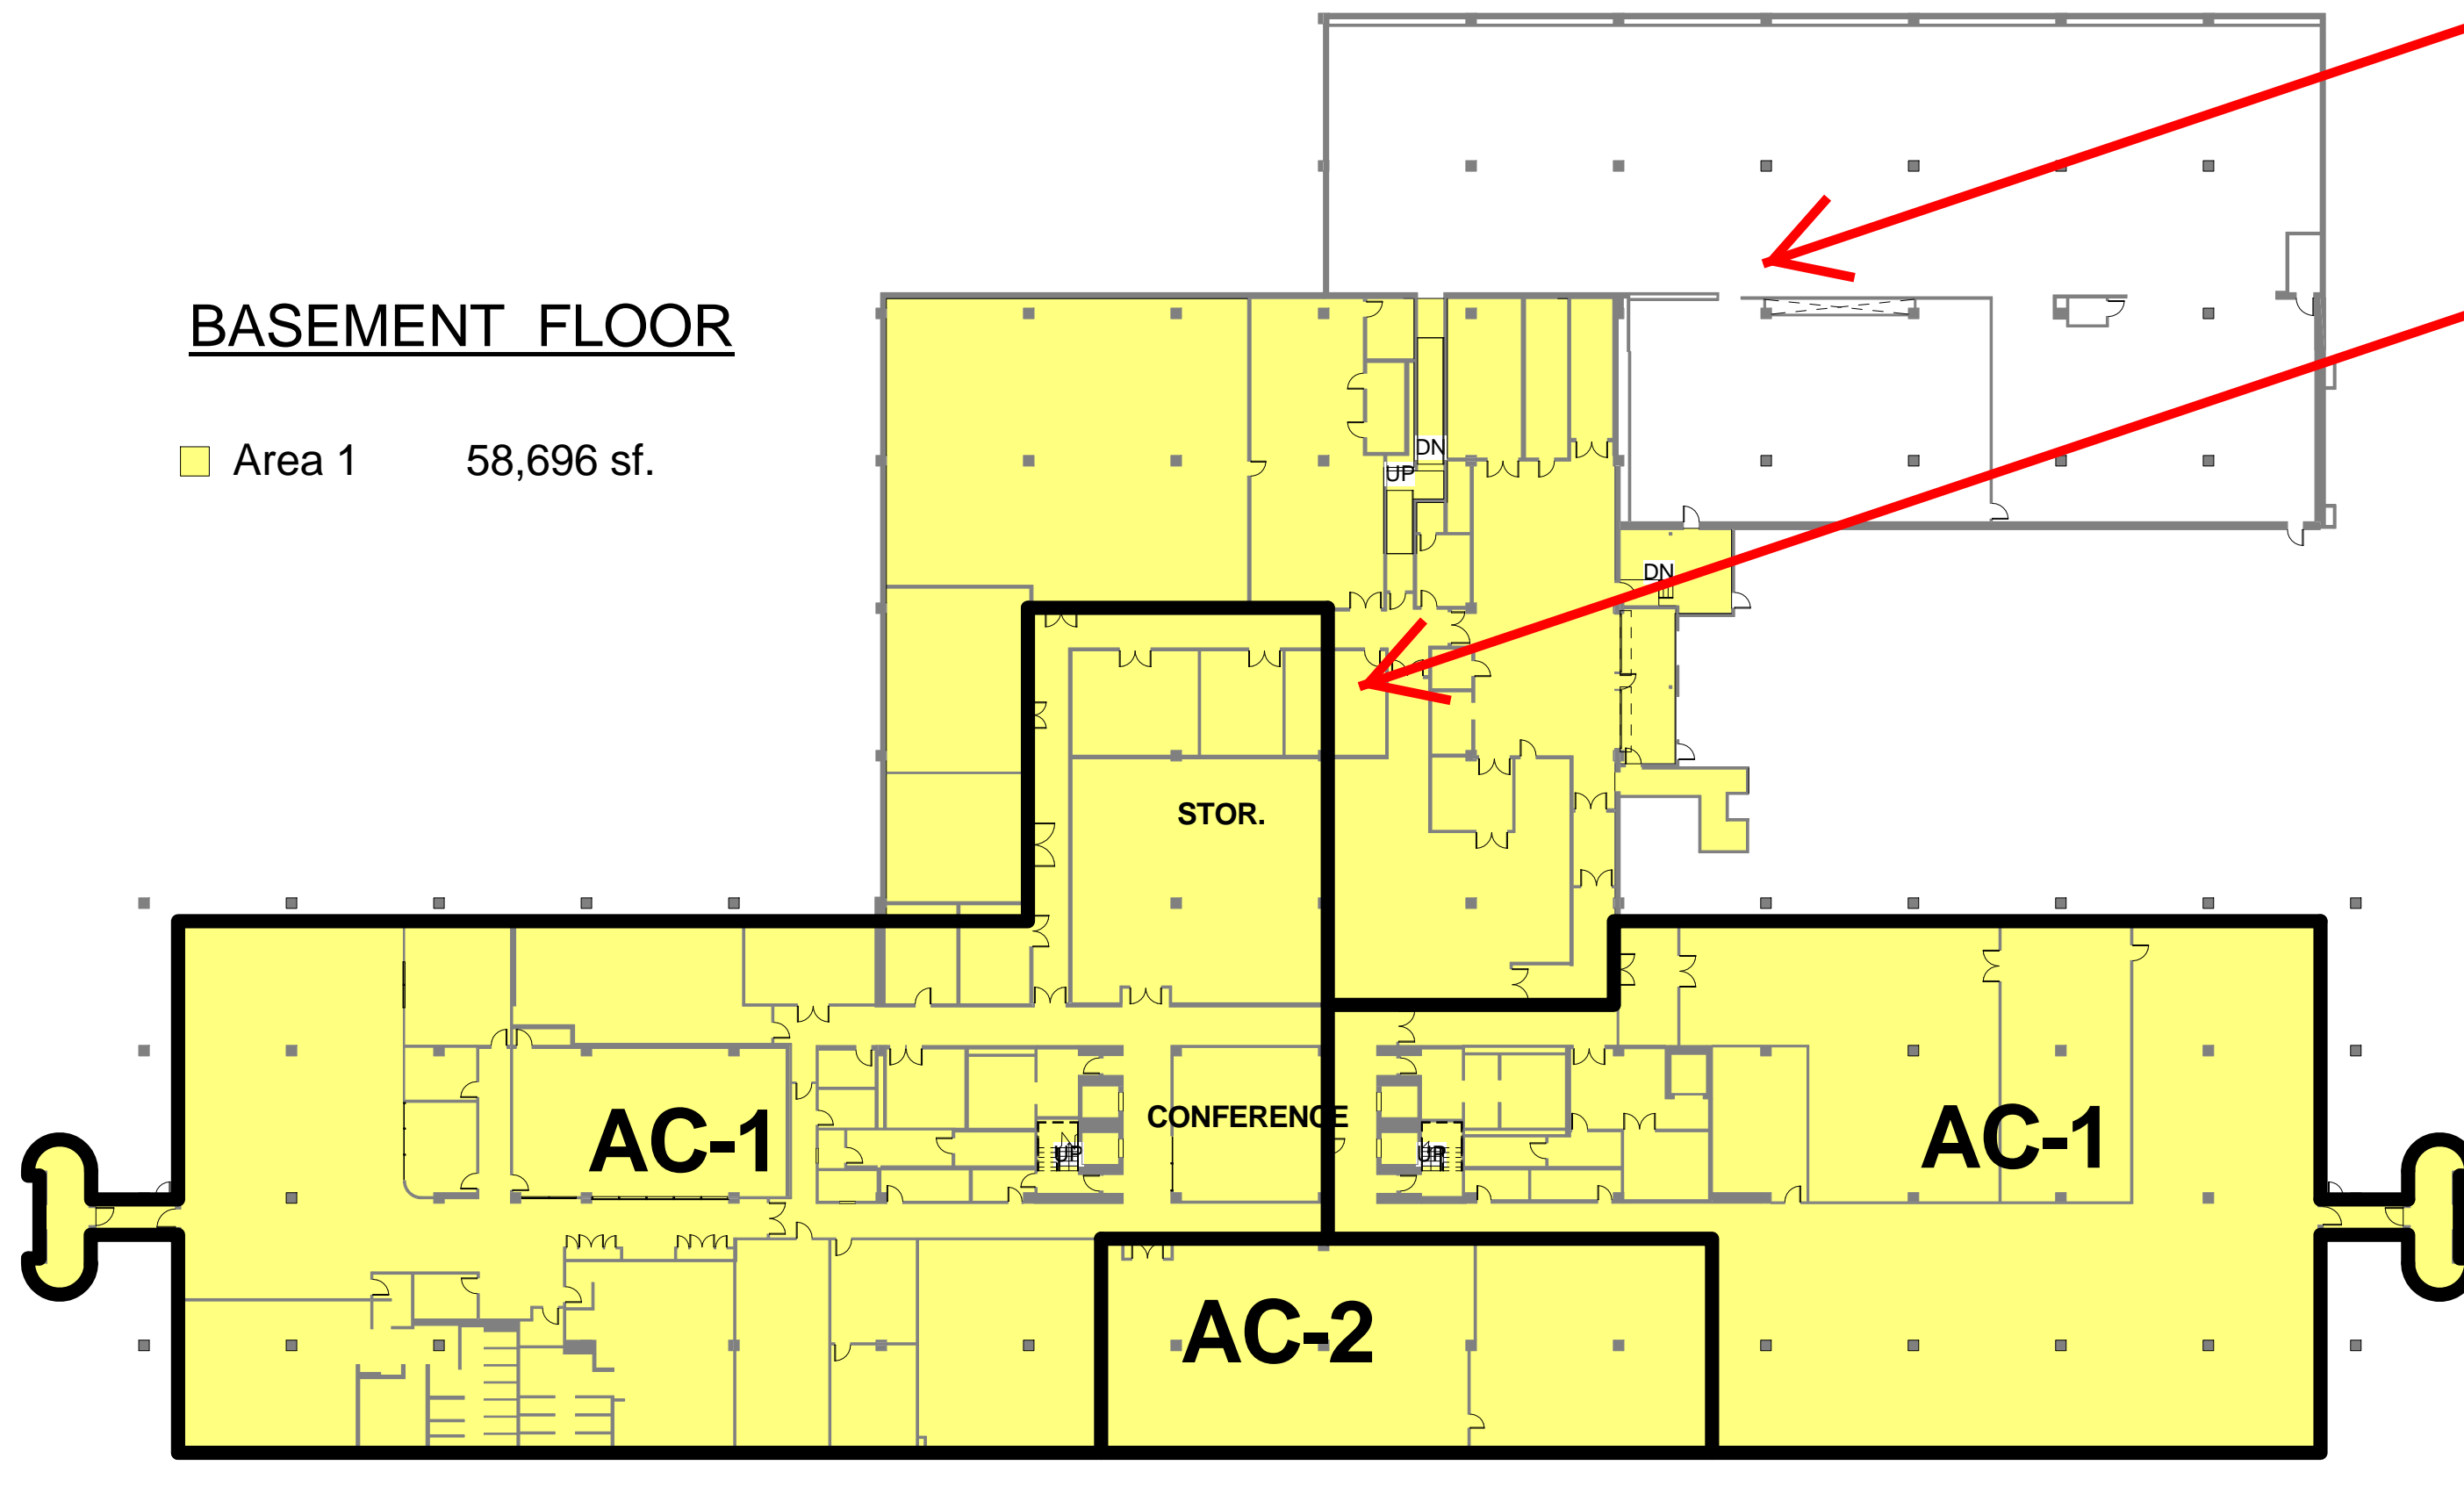 BASEMENT FLOOR
Area 1 58,696 sf.
DN
UP
DN
STOR.
AC-1
CONFERENCE
AC-1
UP
UP
AC-2